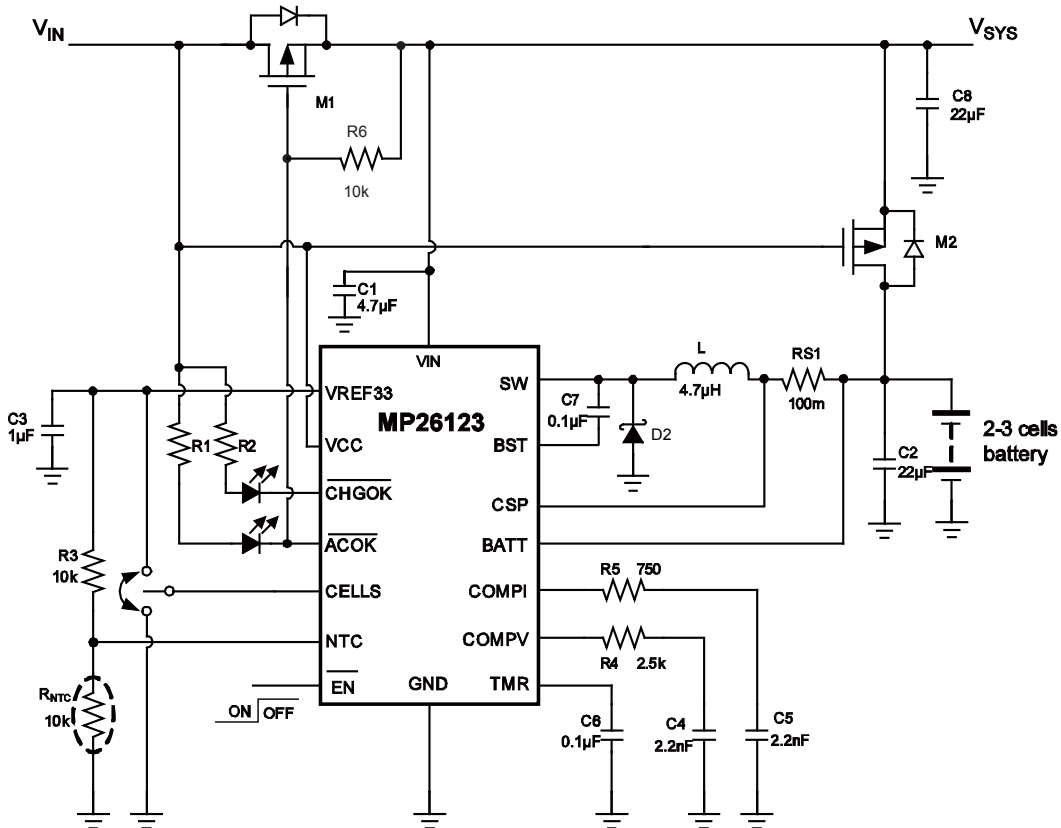 VIN
VSYS
M1
C8
22µF
R6
10k
M2
C1
4.7µF
VIN
L
RS1
SW
4.7µH
100m
VREF33
C7
0.1µF
C3
1µF
MP26123
D2
2-3 cells
battery
R1
R2
VCC
BST
C2
22µF
CHGOK
CSP
ACOK
BATT
R3
10k
R5 750
CELLS
COMPI
NTC
COMPV
R4 2.5k
RNTC
10k
EN
GND
TMR
ON
OFF
C6
0.1µF
C4
2.2nF
C5
2.2nF